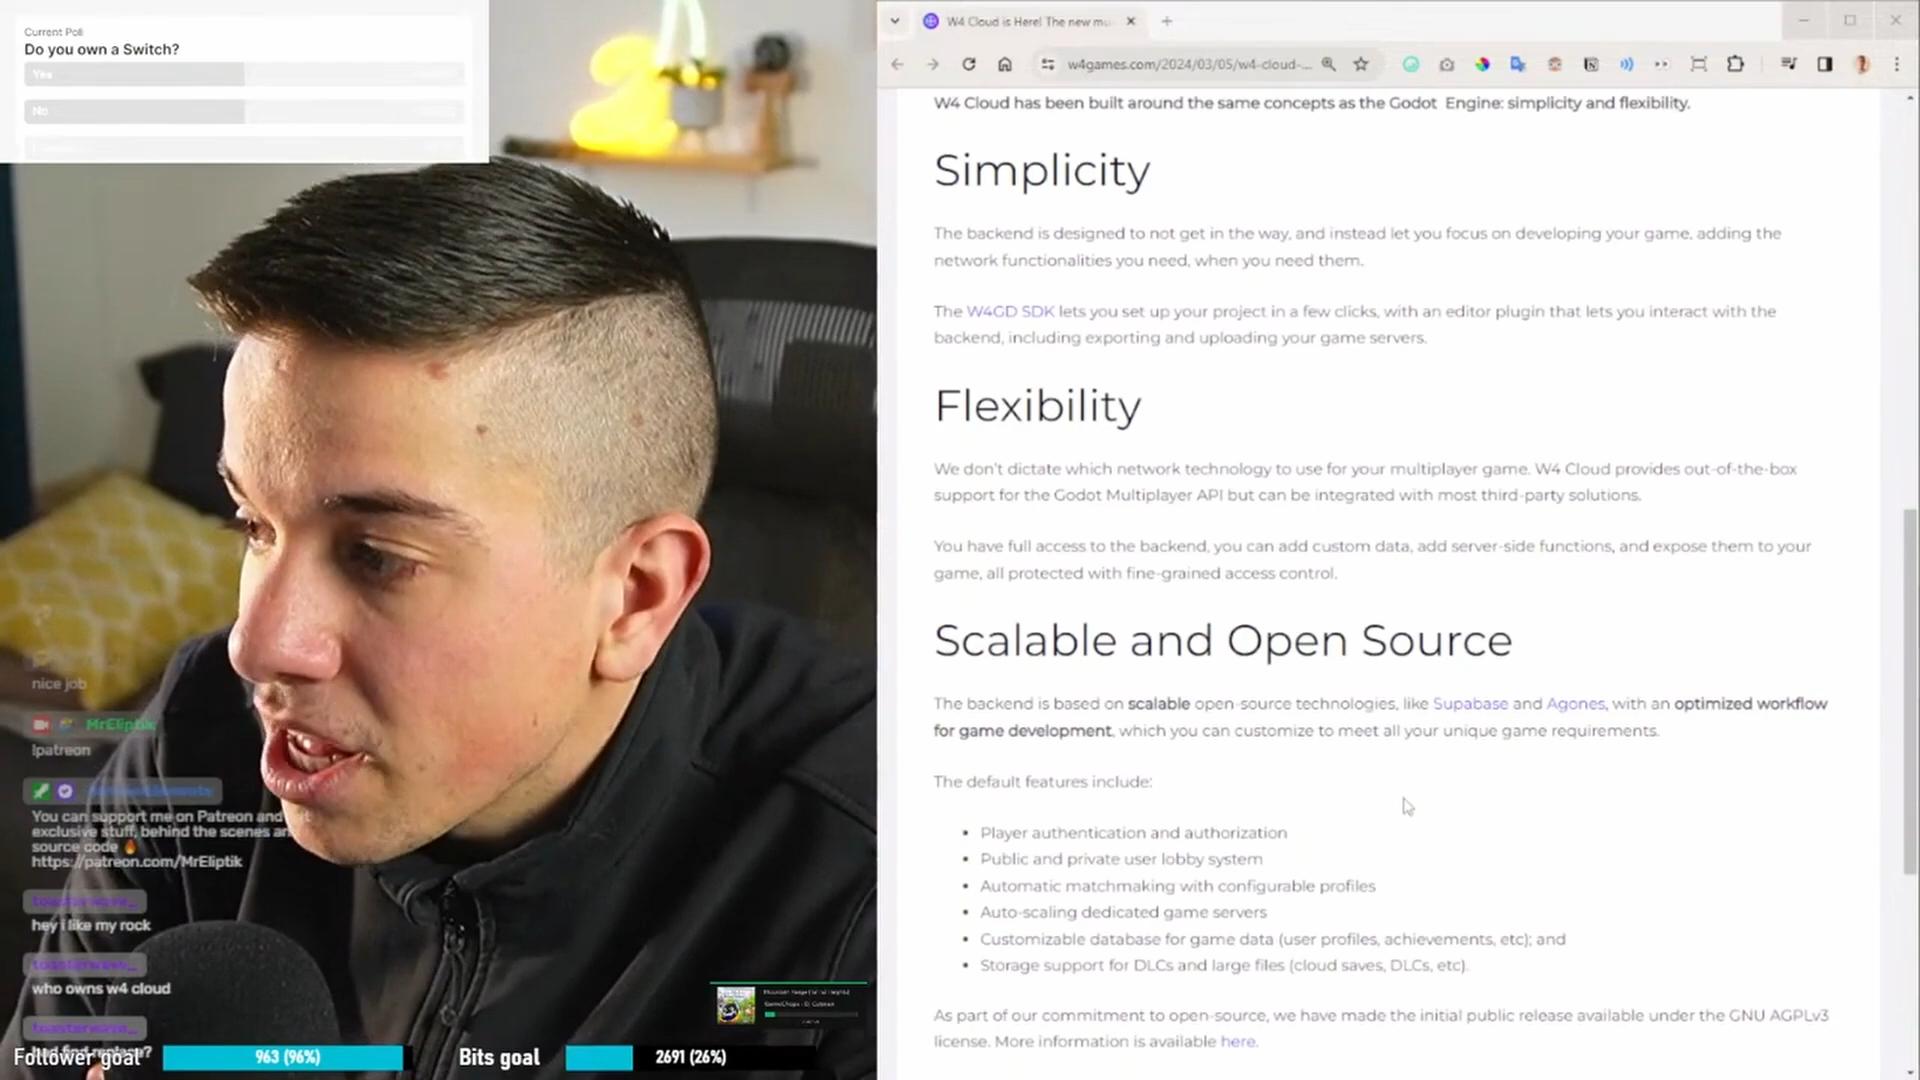 Current Poll
Do you own a Switch?
Yes
No
nice job
MrEliptik
!patreon
You can support me on Patreon and
exclusive stuff, behind the scenes an
source code 🔥
https://patreon.com/MrEliptik
toasterwave_
hey i like my rock
toasterwave_
who owns w4 cloud
toasterwave_
Follower goal
963 (96%)
Bits goal
2691 (26%)
W4 Cloud is Here! The new mu
w4games.com/2024/03/05/w4-cloud-...
W4 Cloud has been built around the same concepts as the Godot Engine: simplicity and flexibility.
Simplicity
The backend is designed to not get in the way, and instead let you focus on developing your game, adding the
network functionalities you need, when you need them.
The W4GD SDK lets you set up your project in a few clicks, with an editor plugin that lets you interact with the
backend, including exporting and uploading your game servers.
Flexibility
We don't dictate which network technology to use for your multiplayer game. W4 Cloud provides out-of-the-box
support for the Godot Multiplayer API but can be integrated with most third-party solutions.
You have full access to the backend, you can add custom data, add server-side functions, and expose them to your
game, all protected with fine-grained access control.
Scalable and Open Source
The backend is based on scalable open-source technologies, like Supabase and Agones, with an optimized workflow
for game development, which you can customize to meet all your unique game requirements.
The default features include:
• Player authentication and authorization
• Public and private user lobby system
• Automatic matchmaking with configurable profiles
• Auto-scaling dedicated game servers
• Customizable database for game data (user profiles, achievements, etc); and
• Storage support for DLCs and large files (cloud saves, DLCs, etc).
As part of our commitment to open-source, we have made the initial public release available under the GNU AGPLv3
license. More information is available here.